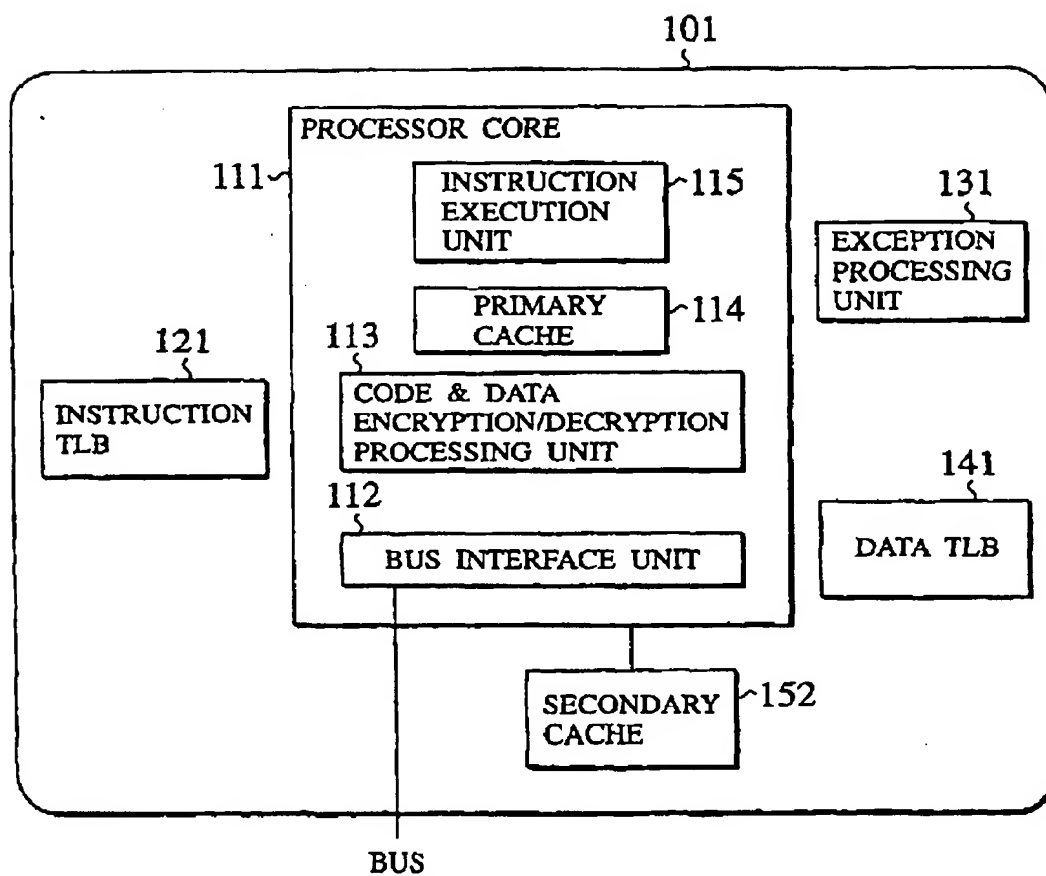 101
PROCESSOR CORE
111
INSTRUCTION
EXECUTION
UNIT
115
131
EXCEPTION
PROCESSING
UNIT
PRIMARY
CACHE
114
121
INSTRUCTION
TLB
113
CODE & DATA
ENCRYPTION/DECRYPTION
PROCESSING UNIT
141
DATA TLB
112
BUS INTERFACE UNIT
SECONDARY
CACHE
152
BUS